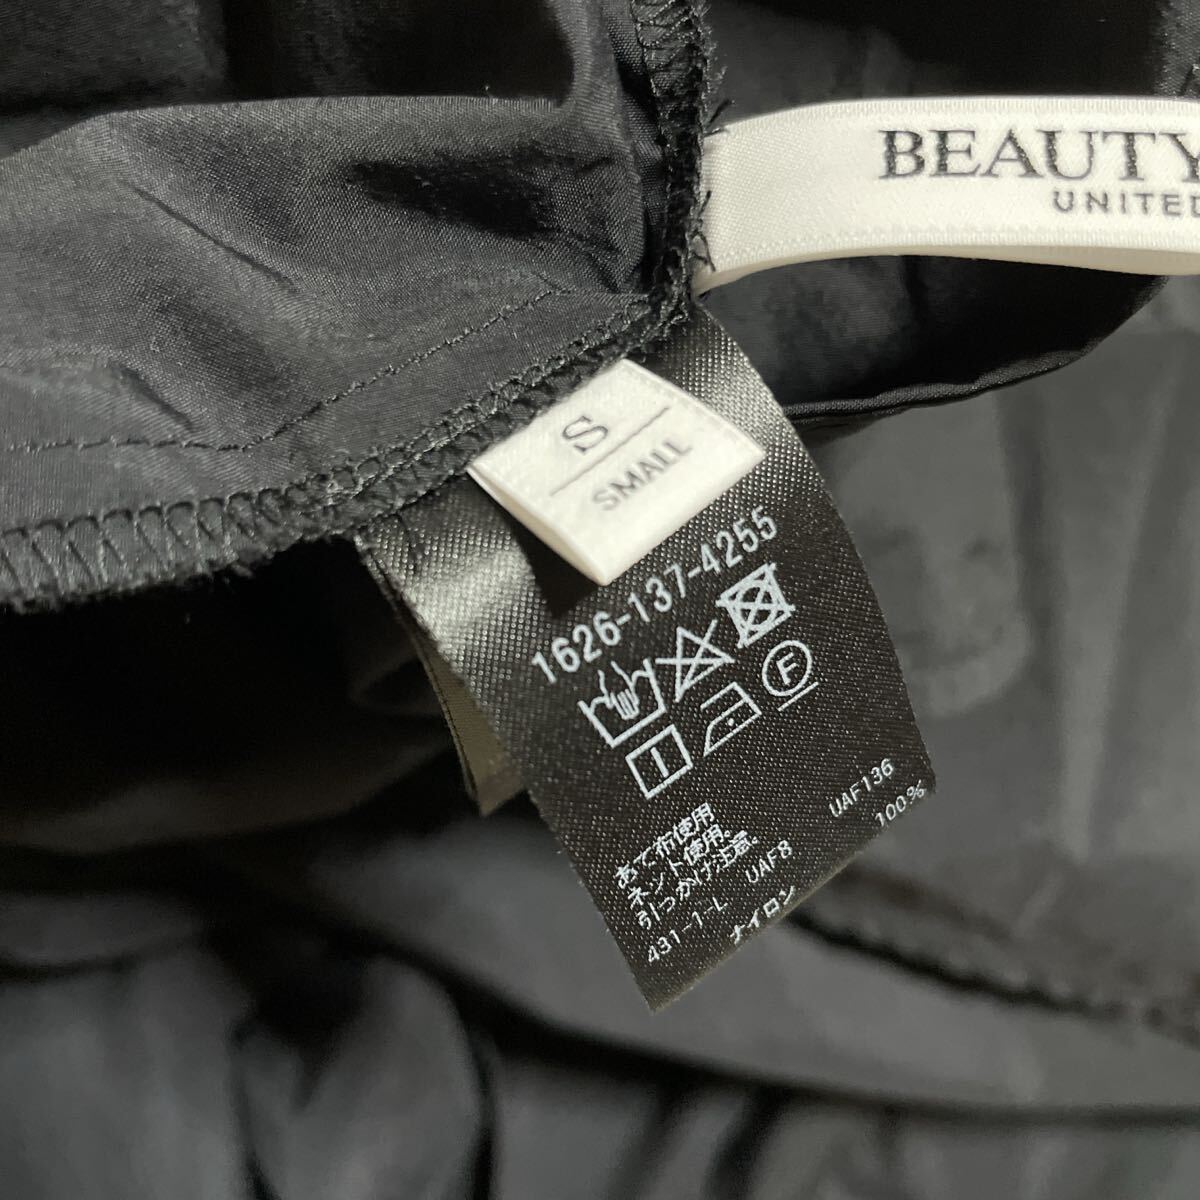 BEAUTY
UNITED
S
SMALL
1626-137-4255
F
あて布使用
ネット使用。
引っかけ注意。
431-1-L UAF8 UAF136
ナイロン 100%